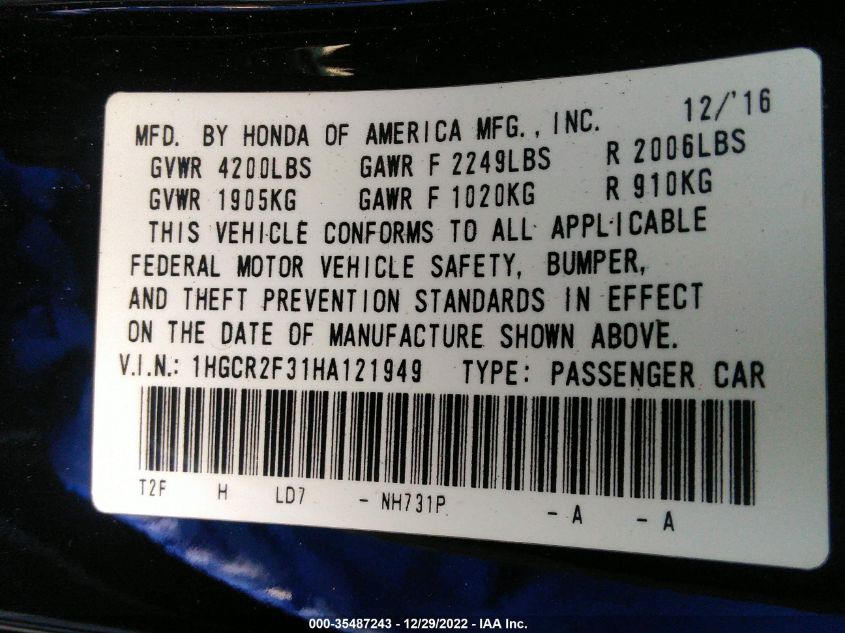 12/'16
MFD. BY HONDA OF AMERICA MFG., INC.
GVWR 4200LBS GAWR F 2249LBS R 2006LBS
GVWR 1905KG GAWR F 1020KG R 910KG
THIS VEHICLE CONFORMS TO ALL APPLICABLE
FEDERAL MOTOR VEHICLE SAFETY, BUMPER,
AND THEFT PREVENTION STANDARDS IN EFFECT
ON THE DATE OF MANUFACTURE SHOWN ABOVE.
V.I.N.: 1HGCR2F31HA121949 TYPE: PASSENGER CAR
T2F H LD7 - NH731P - A - A
000-35487243 - 12/29/2022 - IAA Inc.